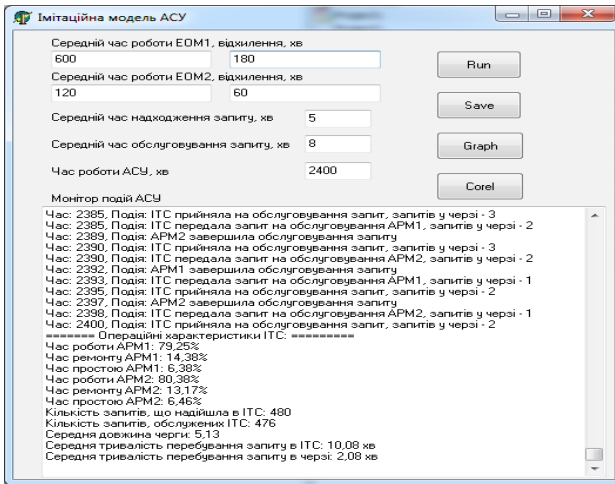 Імітаційна модель АСУ
Середній час роботи ЕОМ1, відхилення, хв
600 180
Run
Середній час роботи ЕОМ2, відхилення, хв
120 60
Save
Середній час надходження запиту, хв 5
Середній час обслуговування запиту, хв 8
Graph
Час роботи АСУ, хв 2400
Corel
Монітор подій АСУ
Час: 2385, Подія: ІТС прийняла на обслуговування запит, запитів у черзі - 3
Час: 2385, Подія: ІТС передала запит на обслуговування АРМ1, запитів у черзі - 2
Час: 2389, Подія: АРМ2 завершила обслуговування запиту
Час: 2390, Подія: ІТС прийняла на обслуговування запит, запитів у черзі - 3
Час: 2390, Подія: ІТС передала запит на обслуговування АРМ2, запитів у черзі - 2
Час: 2392, Подія: АРМ1 завершила обслуговування запиту
Час: 2393, Подія: ІТС передала запит на обслуговування АРМ1, запитів у черзі - 1
Час: 2395, Подія: ІТС прийняла на обслуговування запит, запитів у черзі - 2
Час: 2397, Подія: АРМ2 завершила обслуговування запиту
Час: 2398, Подія: ІТС передала запит на обслуговування АРМ2, запитів у черзі - 1
Час: 2400, Подія: ІТС прийняла на обслуговування запит, запитів у черзі - 2
======= Операційні характеристики ІТС: =========
Час роботи АРМ1: 79,25%
Час ремонту АРМ1: 14,38%
Час простою АРМ1: 6,38%
Час роботи АРМ2: 80,38%
Час ремонту АРМ2: 13,17%
Час простою АРМ2: 6,46%
Кількість запитів, що надійшла в ІТС: 480
Кількість запитів, обслужених ІТС: 476
Середня довжина черги: 5,13
Середня тривалість перебування запиту в ІТС: 10,08 хв
Середня тривалість перебування запиту в черзі: 2,08 хв